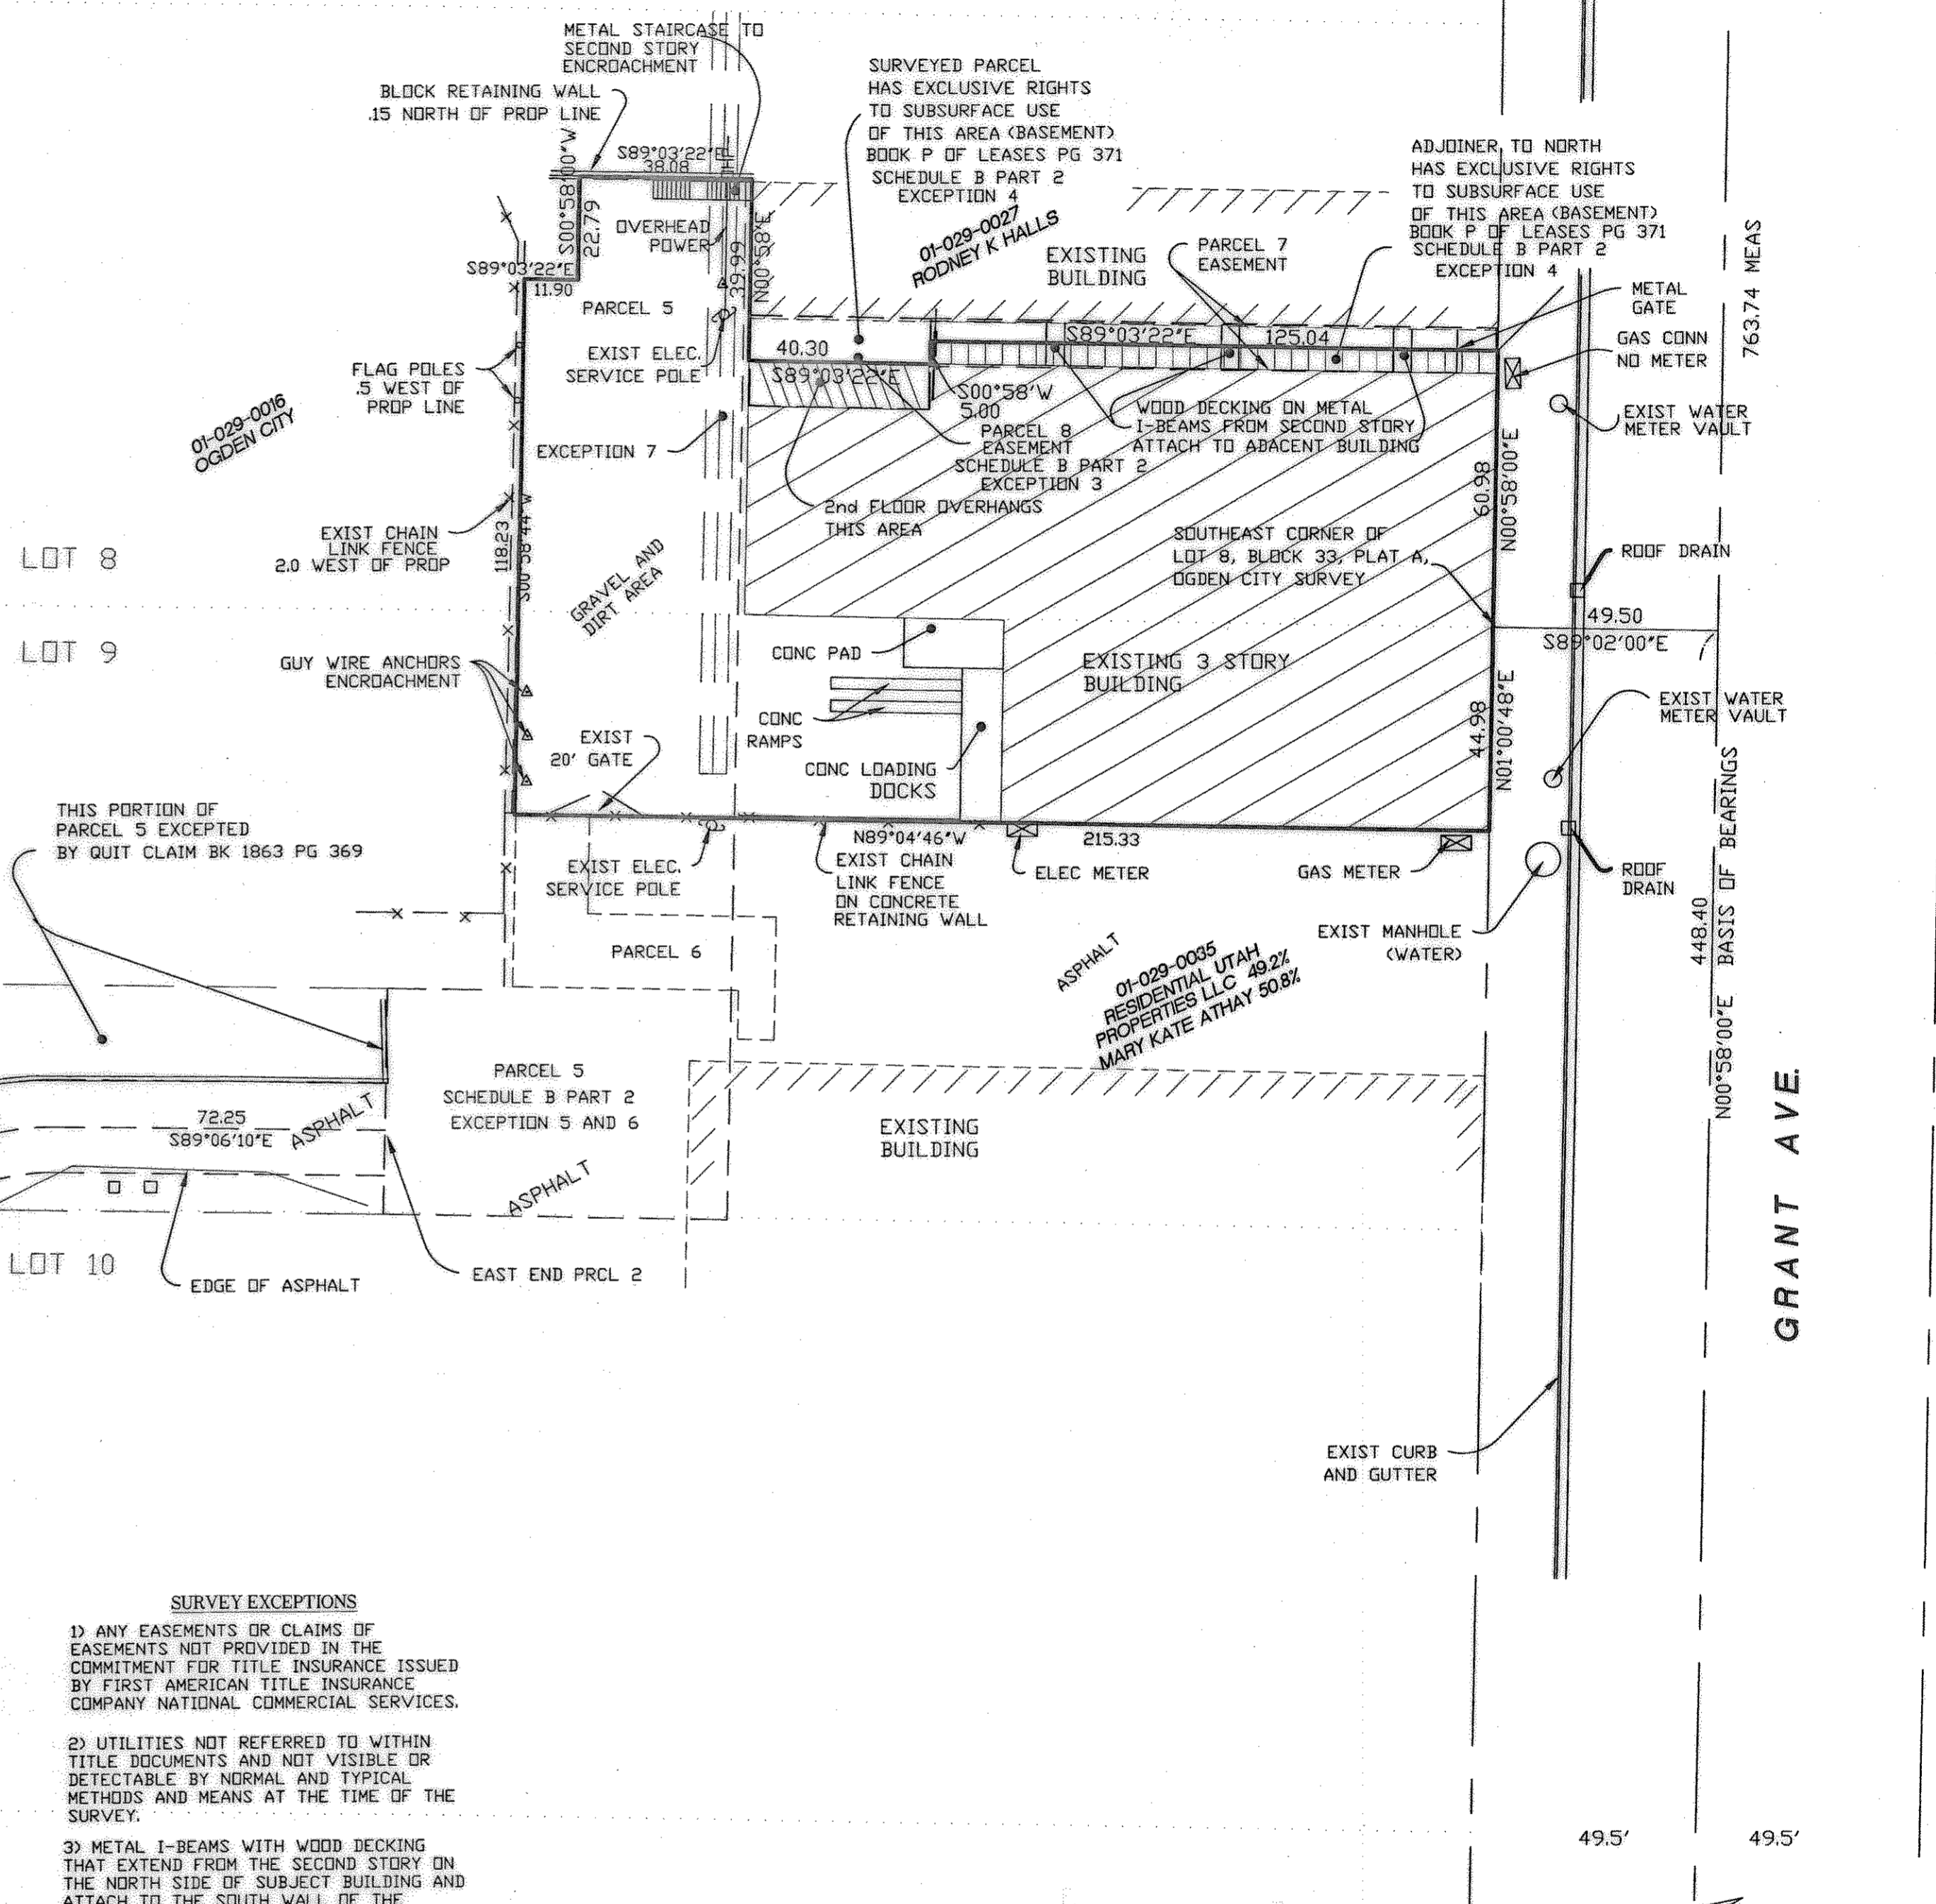 METAL STAIRCASE TO
SECOND STORY
ENCROACHMENT
BLOCK RETAINING WALL
.15 NORTH OF PROP LINE
SURVEYED PARCEL
HAS EXCLUSIVE RIGHTS
TO SUBSURFACE USE
OF THIS AREA (BASEMENT)
BOOK P OF LEASES PG 371
SCHEDULE B PART 2
EXCEPTION 4
ADJOINER TO NORTH
HAS EXCLUSIVE RIGHTS
TO SUBSURFACE USE
OF THIS AREA (BASEMENT)
BOOK P OF LEASES PG 371
SCHEDULE B PART 2
EXCEPTION 4
S89°03'22"E
38.08
S00°58'00"W
22.79
OVERHEAD
POWER
OHP
39.99
N00°58'E
01-029-0027
RODNEY K HALLS
EXISTING
BUILDING
PARCEL 7
EASEMENT
METAL
GATE
763.74 MEAS
S89°03'22"E
11.90
PARCEL 5
EXIST ELEC.
SERVICE POLE
40.30
S89°03'22"E
S89°03'22"E
125.04
GAS CONN
NO METER
FLAG POLES
.5 WEST OF
PROP LINE
01-029-0016
OGDEN CITY
S00°58'W
5.00
PARCEL 8
EASEMENT
SCHEDULE B PART 2
EXCEPTION 3
WOOD DECKING ON METAL
I-BEAMS FROM SECOND STORY
ATTACH TO ADACENT BUILDING
EXIST WATER
METER VAULT
EXCEPTION 7
60.98
N00°58'00"E
2nd FLOOR OVERHANGS
THIS AREA
EXIST CHAIN
LINK FENCE
2.0 WEST OF PROP
118.23
S00°58'44"W
GRAVEL AND
DIRT AREA
SOUTHEAST CORNER OF
LOT 8, BLOCK 33, PLAT A,
OGDEN CITY SURVEY
ROOF DRAIN
LOT 8
49.50
S89°02'00"E
LOT 9
GUY WIRE ANCHORS
ENCROACHMENT
CONC PAD
EXISTING 3 STORY
BUILDING
CONC
RAMPS
44.98
N01°00'48"E
EXIST WATER
METER VAULT
EXIST
20' GATE
CONC LOADING
DOCKS
THIS PORTION OF
PARCEL 5 EXCEPTED
BY QUIT CLAIM BK 1863 PG 369
N89°04'46"W
215.33
EXIST ELEC.
SERVICE POLE
EXIST CHAIN
LINK FENCE
ON CONCRETE
RETAINING WALL
ELEC METER
GAS METER
ROOF
DRAIN
EXIST MANHOLE
(WATER)
448.40
N00°58'00"E BASIS OF BEARINGS
PARCEL 6
ASPHALT
01-029-0035
RESIDENTIAL UTAH
PROPERTIES LLC 49.2%
MARY KATE ATHAY 50.8%
PARCEL 5
SCHEDULE B PART 2
EXCEPTION 5 AND 6
72.25
S89°06'10"E
ASPHALT
EXISTING
BUILDING
ASPHALT
GRANT AVE.
LOT 10
EDGE OF ASPHALT
EAST END PRCL 2
EXIST CURB
AND GUTTER
SURVEY EXCEPTIONS
1) ANY EASEMENTS OR CLAIMS OF
EASEMENTS NOT PROVIDED IN THE
COMMITMENT FOR TITLE INSURANCE ISSUED
BY FIRST AMERICAN TITLE INSURANCE
COMPANY NATIONAL COMMERCIAL SERVICES.
2) UTILITIES NOT REFERRED TO WITHIN
TITLE DOCUMENTS AND NOT VISIBLE OR
DETECTABLE BY NORMAL AND TYPICAL
METHODS AND MEANS AT THE TIME OF THE
SURVEY.
3) METAL I-BEAMS WITH WOOD DECKING
THAT EXTEND FROM THE SECOND STORY ON
THE NORTH SIDE OF SUBJECT BUILDING AND
ATTACH TO THE SOUTH WALL OF THE
49.5'
49.5'